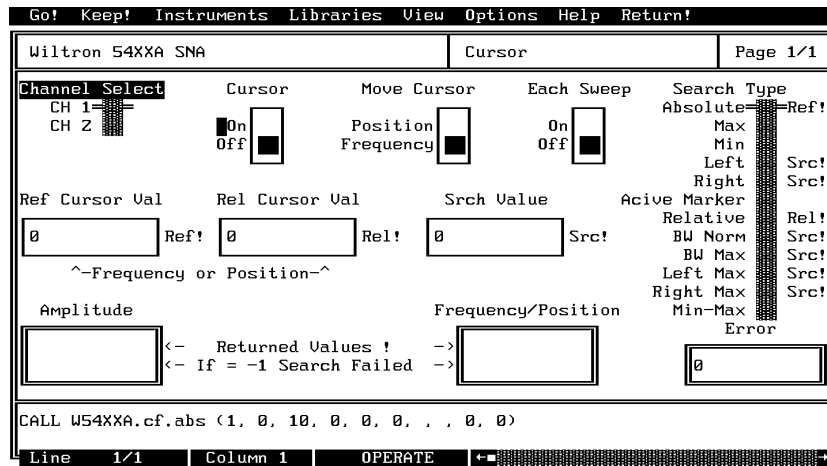 Go! Keep! Instruments Libraries View Options Help Return!
Wiltron 54XXA SNA Cursor Page 1/1
Channel Select Cursor Move Cursor Each Sweep Search Type
CH 1 Absolute Ref!
CH 2 On Position On Max
Off Frequency Off Min
Left Src!
Right Src!
Ref Cursor Val Rel Cursor Val Srch Value Acive Marker
Relative Rel!
0 Ref! 0 Rel! 0 Src! BW Norm Src!
BW Max Src!
^-Frequency or Position-^ Left Max Src!
Right Max Src!
Amplitude Frequency/Position Min-Max
Error
<- Returned Values ! ->
<- If = -1 Search Failed -> 0
CALL W54XXA.cf.abs (1, 0, 10, 0, 0, 0, , , 0, 0)
Line 1/1 Column 1 OPERATE